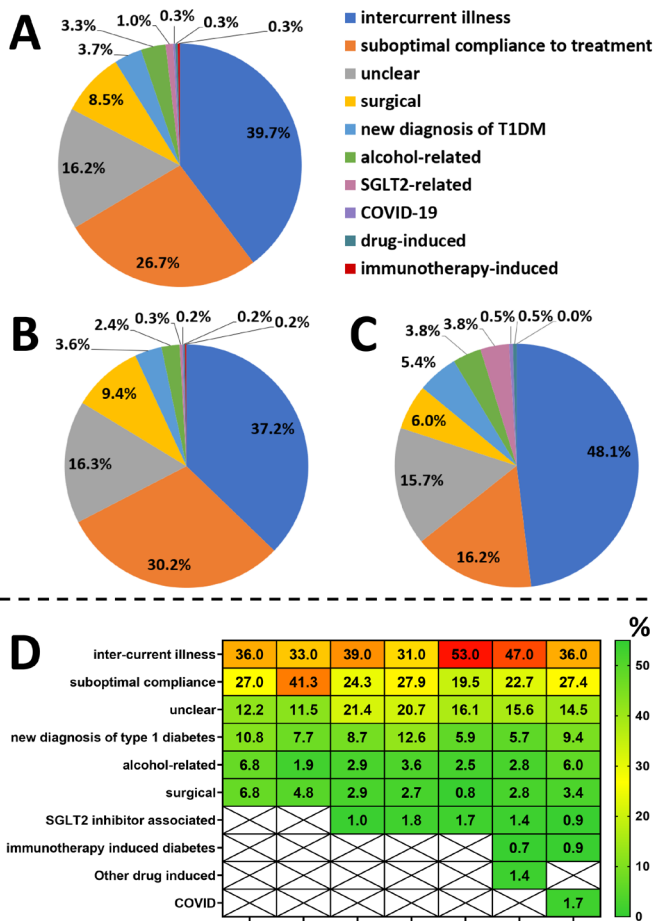 A
3.3%
1.0%
0.3%
0.3%
0.3%
3.7%
8.5%
39.7%
16.2%
26.7%
intercurrent illness
suboptimal compliance to treatment
unclear
surgical
new diagnosis of T1DM
alcohol-related
SGLT2-related
COVID-19
drug-induced
immunotherapy-induced
B
2.4%
0.3%
0.2%
0.2%
0.2%
3.6%
9.4%
37.2%
16.3%
30.2%
C
3.8%
3.8%
0.5%
0.5%
0.0%
5.4%
6.0%
48.1%
15.7%
16.2%
D
%
inter-current illness 36.0 33.0 39.0 31.0 53.0 47.0 36.0
suboptimal compliance 27.0 41.3 24.3 27.9 19.5 22.7 27.4
unclear 12.2 11.5 21.4 20.7 16.1 15.6 14.5
new diagnosis of type 1 diabetes 10.8 7.7 8.7 12.6 5.9 5.7 9.4
alcohol-related 6.8 1.9 2.9 3.6 2.5 2.8 6.0
surgical 6.8 4.8 2.9 2.7 0.8 2.8 3.4
SGLT2 inhibitor associated 1.0 1.8 1.7 1.4 0.9
immunotherapy induced diabetes 0.7 0.9
Other drug induced 1.4
COVID 1.7
50
40
30
20
10
0